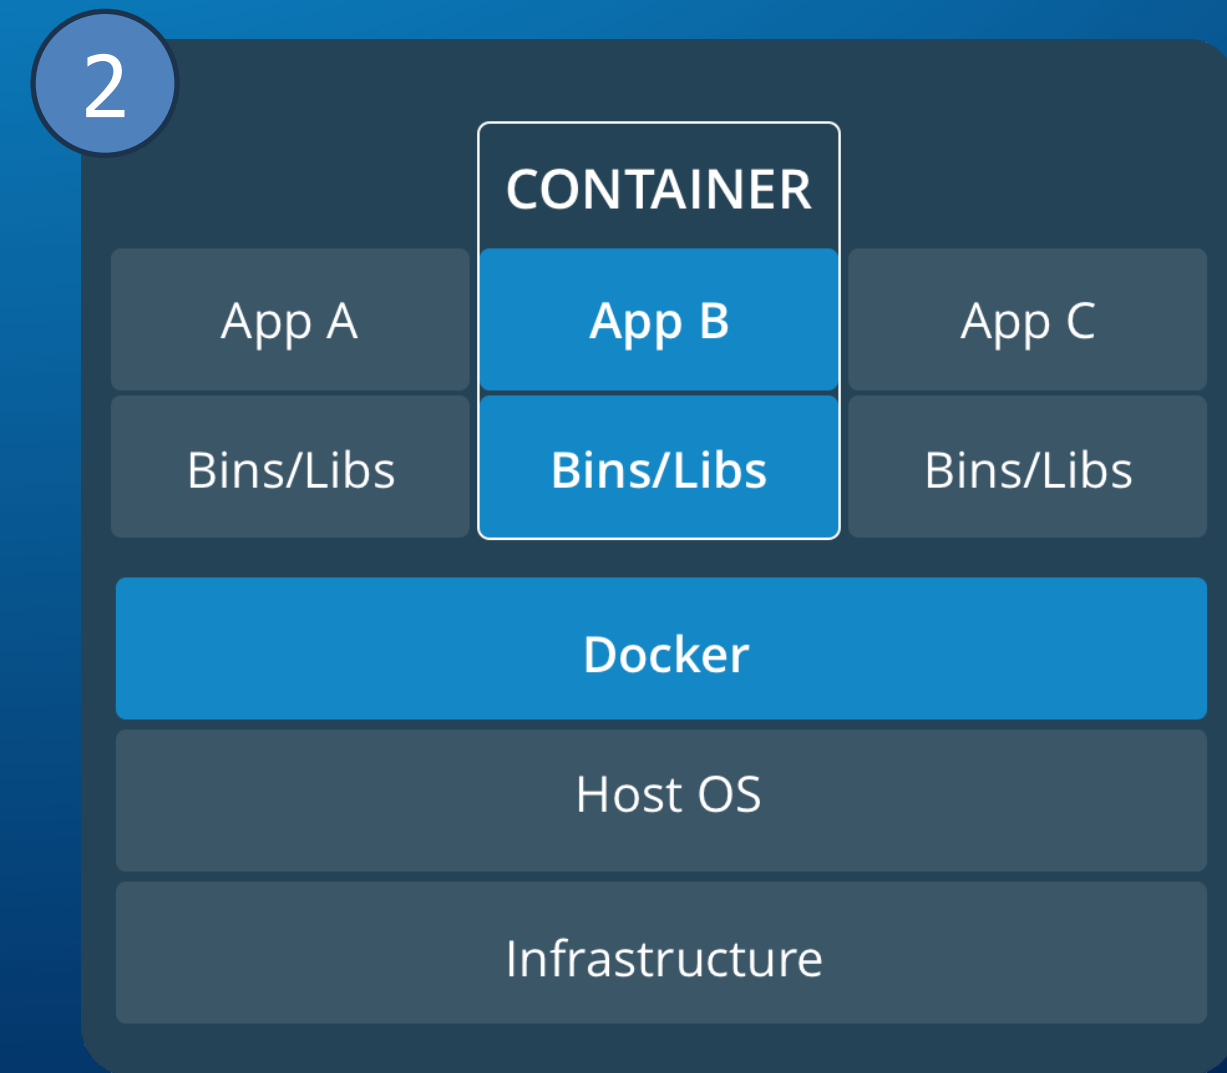 2
CONTAINER
App A
App B
App C
Bins/Libs
Bins/Libs
Bins/Libs
Docker
Host OS
Infrastructure